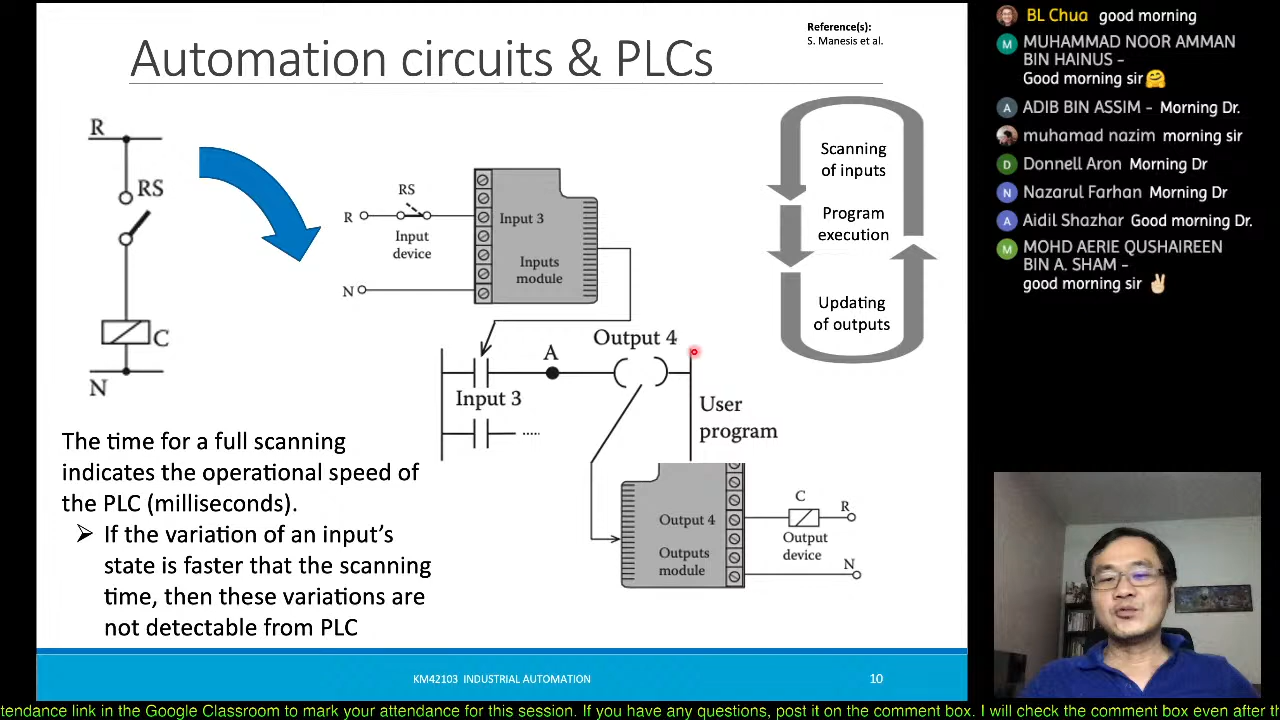 Reference(s):
S. Manesis et al.
Automation circuits & PLCs
R
RS
C
N
RS
R
Input
device
N
Input 3
Inputs
module
Scanning
of inputs
Program
execution
Updating
of outputs
A
Output 4
Input 3
User
program
Output 4
Outputs
module
C
R
Output
device
N
The time for a full scanning
indicates the operational speed of
the PLC (milliseconds).
➢ If the variation of an input’s
state is faster that the scanning
time, then these variations are
not detectable from PLC
KM42103 INDUSTRIAL AUTOMATION
10
BL Chua good morning
M
MUHAMMAD NOOR AMMAN
BIN HAINUS -
Good morning sir🤗
A
ADIB BIN ASSIM - Morning Dr.
muhamad nazim morning sir
D
Donnell Aron Morning Dr
N
Nazarul Farhan Morning Dr
A
Aidil Shazhar Good morning Dr.
M
MOHD AERIE QUSHAIREEN
BIN A. SHAM -
good morning sir ✌🏻
tendance link in the Google Classroom to mark your attendance for this session. If you have any questions, post it on the comment box. I will check the comment box even after t